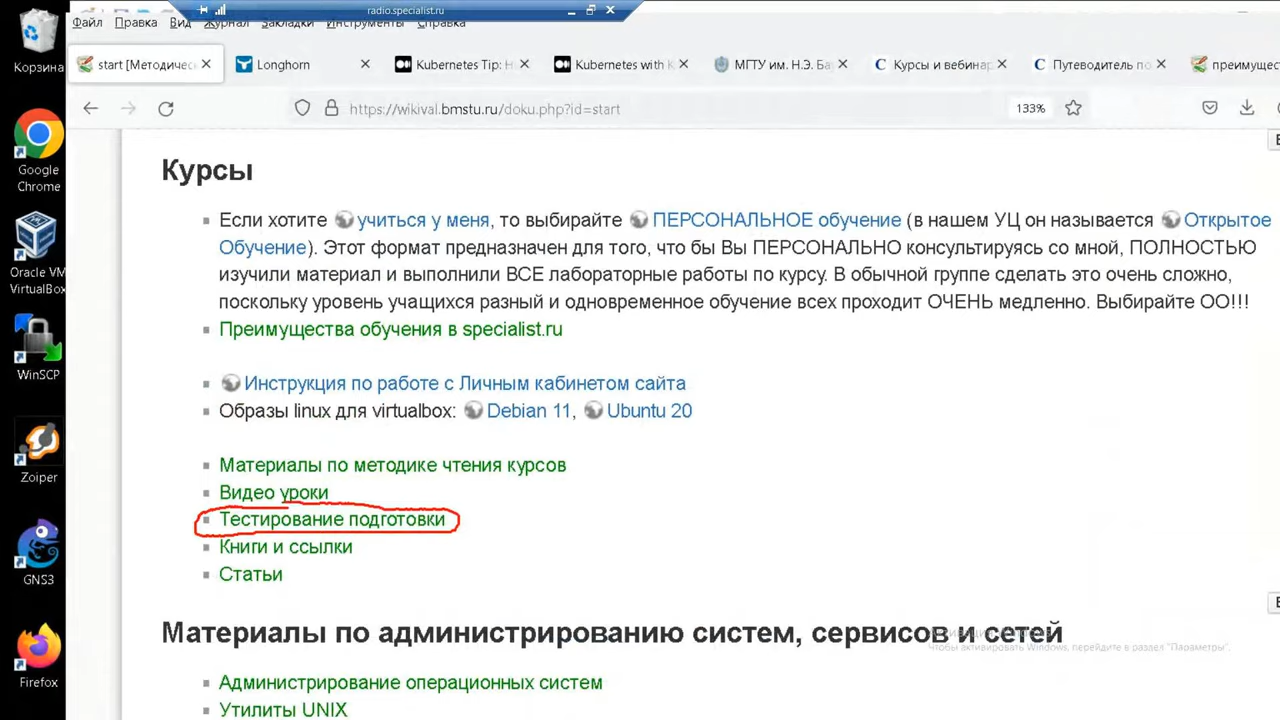 radio.specialist.ru
Файл Правка Вид Журнал Закладки Инструменты Справка
start [Методичес
Longhorn
Kubernetes Tip: H
Kubernetes with K
МГТУ им. Н.Э. Ба
Курсы и вебинар
Путеводитель по
преимущес
https://wikival.bmstu.ru/doku.php?id=start
133%
Корзина
Google
Chrome
Oracle VM
VirtualBox
WinSCP
Zoiper
GNS3
Firefox
Курсы
Если хотите учиться у меня, то выбирайте ПЕРСОНАЛЬНОЕ обучение (в нашем УЦ он называется Открытое
Обучение). Этот формат предназначен для того, что бы Вы ПЕРСОНАЛЬНО консультируясь со мной, ПОЛНОСТЬЮ
изучили материал и выполнили ВСЕ лабораторные работы по курсу. В обычной группе сделать это очень сложно,
поскольку уровень учащихся разный и одновременное обучение всех проходит ОЧЕНЬ медленно. Выбирайте ОО!!!
Преимущества обучения в specialist.ru
Инструкция по работе с Личным кабинетом сайта
Образы linux для virtualbox: Debian 11, Ubuntu 20
Материалы по методике чтения курсов
Видео уроки
Тестирование подготовки
Книги и ссылки
Статьи
Материалы по администрированию систем, сервисов и сетей
Чтобы активировать Windows, перейдите в раздел "Параметры".
Администрирование операционных систем
Утилиты UNIX